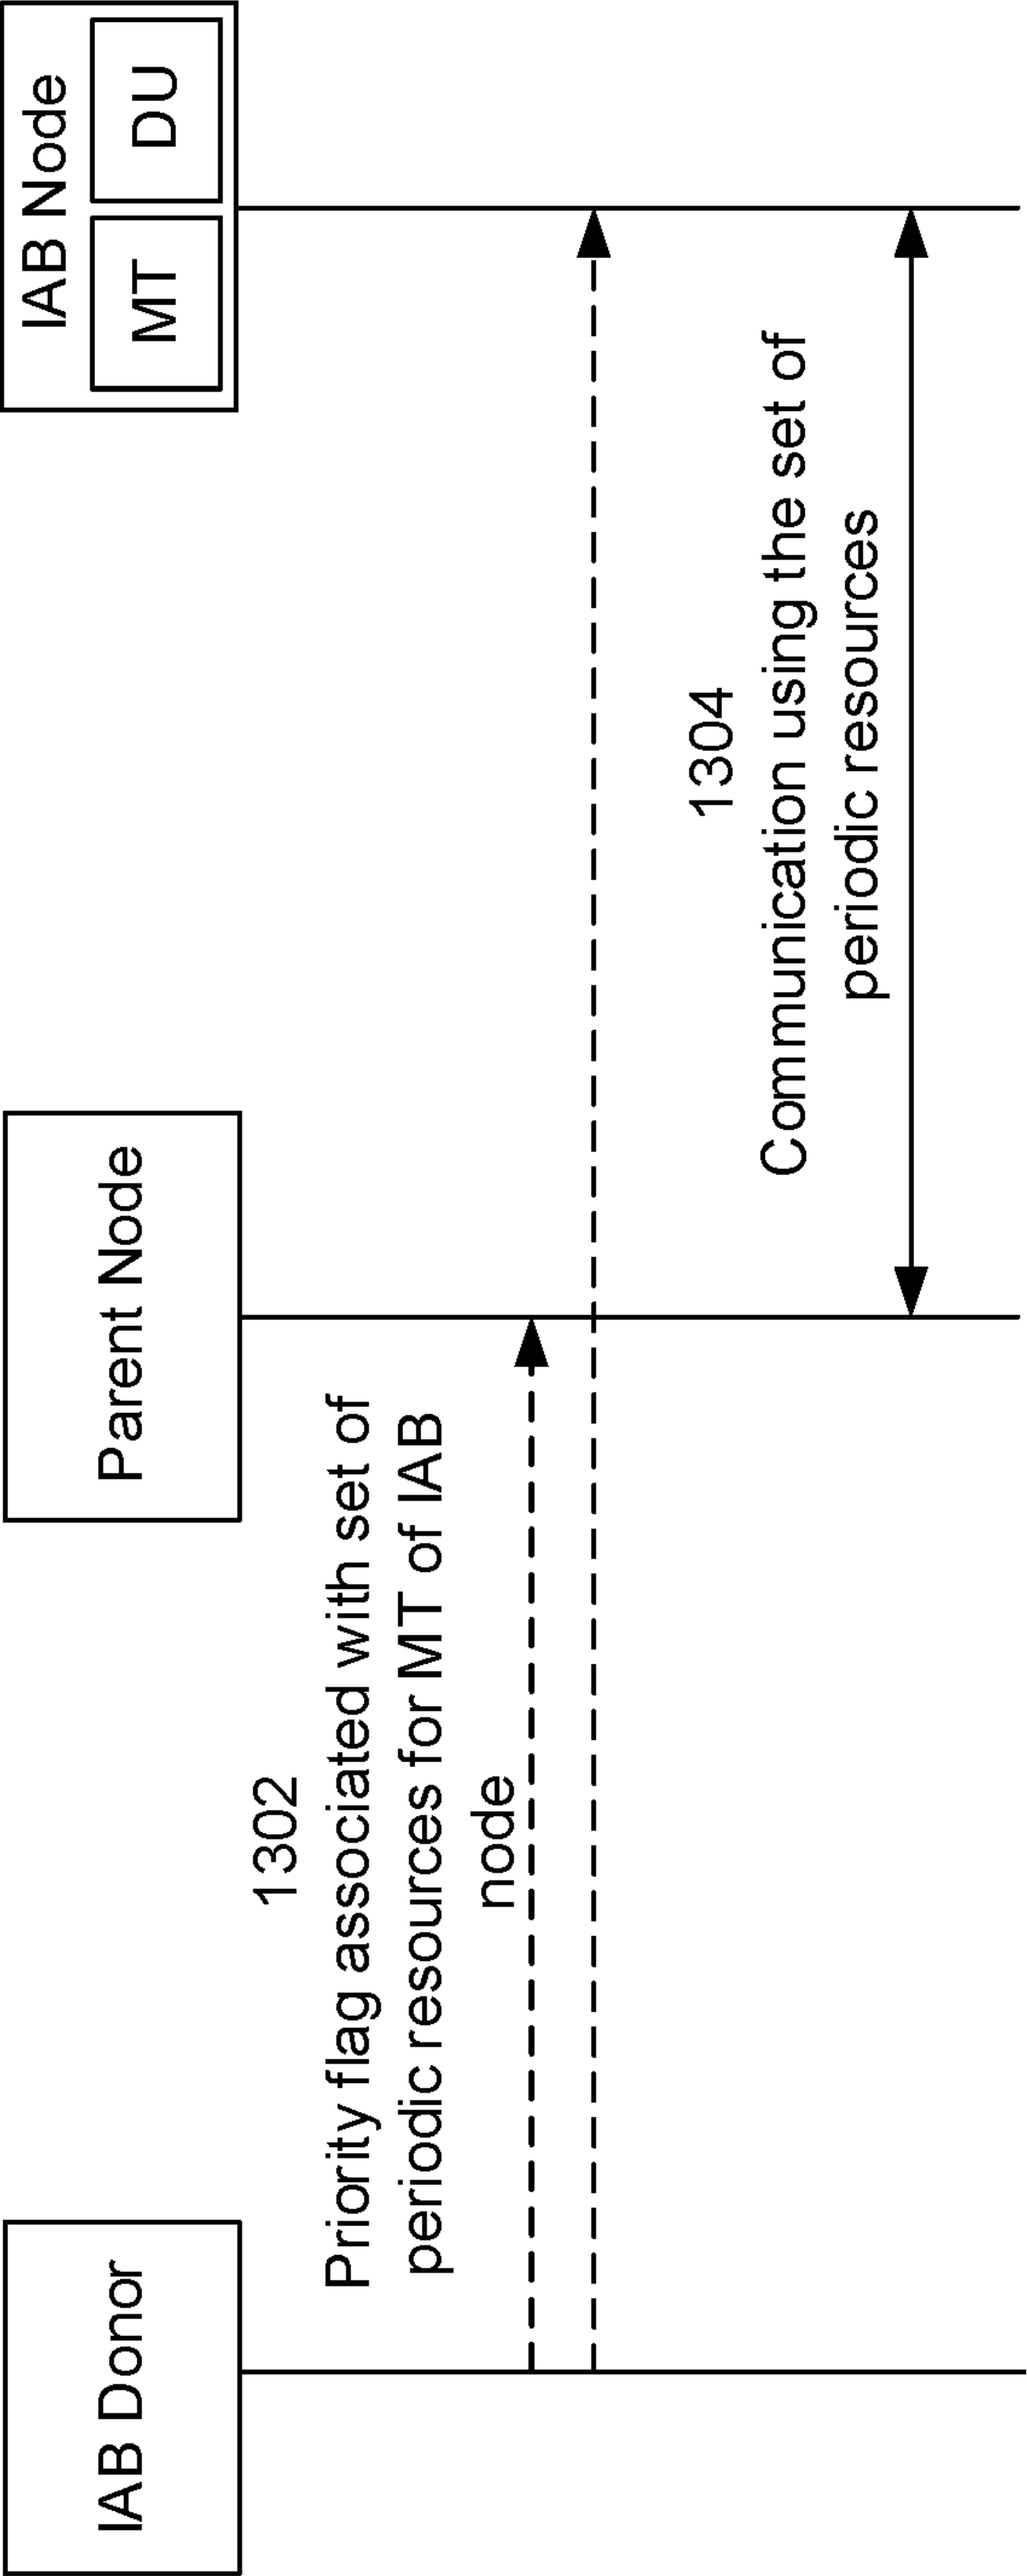 IAB Donor
Parent Node
IAB Node
MT
DU
1302
Priority flag associated with set of
periodic resources for MT of IAB
node
1304
Communication using the set of
periodic resources